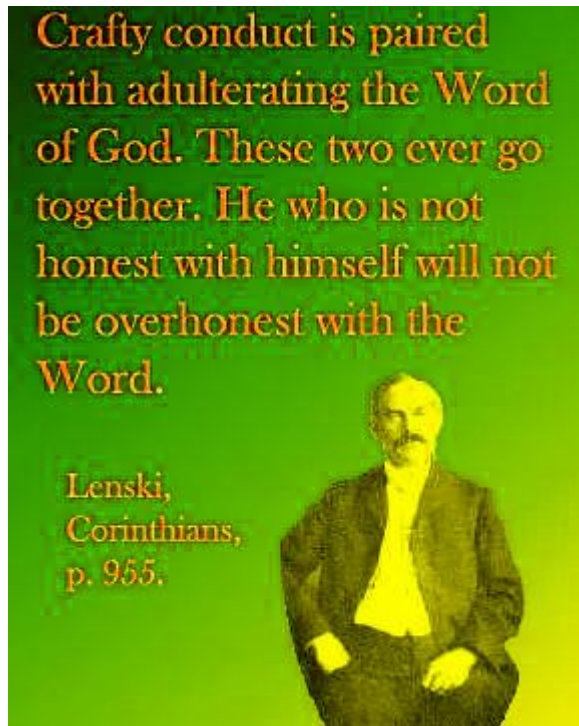 Crafty conduct is paired
with adulterating the Word
of God. These two ever go
together. He who is not
honest with himself will not
be overhonest with the
Word.
Lenski,
Corinthians,
p. 955.